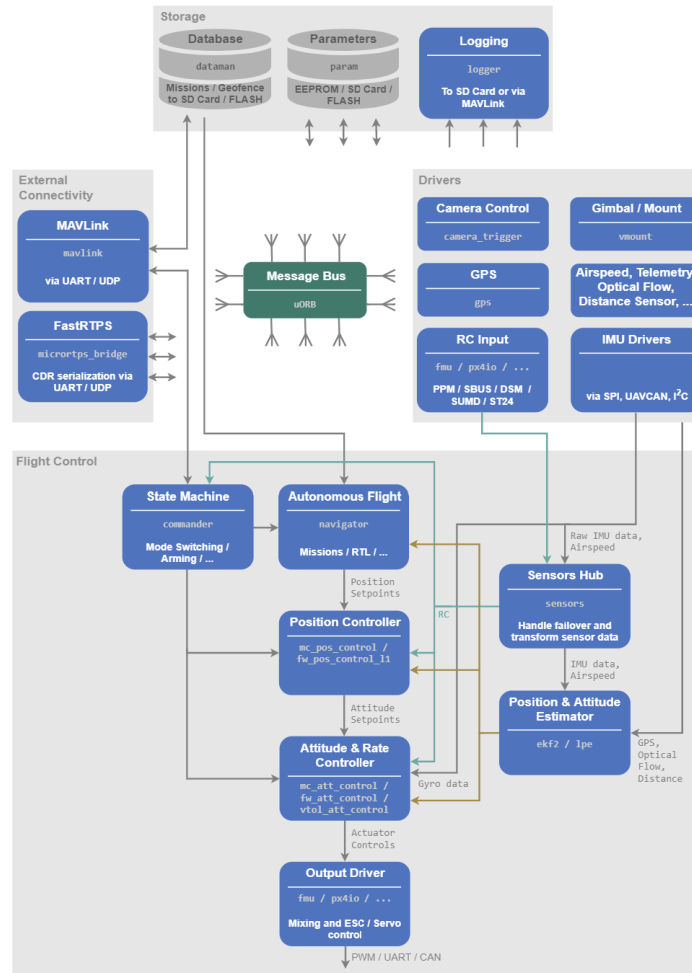 Storage
Database
dataman
Missions / Geofence
to SD Card / FLASH
Parameters
param
EEPROM / SD Card /
FLASH
Logging
logger
To SD Card or via
MAVLink
External
Connectivity
MAVLink
mavlink
via UART / UDP
FastRTPS
micrortps_bridge
CDR serialization via
UART / UDP
Message Bus
uORB
Drivers
Camera Control
camera_trigger
Gimbal / Mount
vmount
GPS
gps
Airspeed, Telemetry,
Optical Flow,
Distance Sensor, ...
RC Input
fmu / px4io / ...
PPM / SBUS / DSM /
SUMD / ST24
IMU Drivers
via SPI, UAVCAN, I²C
Flight Control
State Machine
commander
Mode Switching /
Arming / ...
Autonomous Flight
navigator
Missions / RTL / ...
Raw IMU data,
Airspeed
Sensors Hub
sensors
Handle failover and
transform sensor data
Position
Setpoints
RC
Position Controller
mc_pos_control /
fw_pos_control_l1
IMU data,
Airspeed
Position & Attitude
Estimator
ekf2 / lpe
Attitude
Setpoints
GPS,
Optical
Flow,
Distance
Attitude & Rate
Controller
mc_att_control /
fw_att_control /
vtol_att_control
Gyro data
Actuator
Controls
Output Driver
fmu / px4io / ...
Mixing and ESC / Servo
control
PWM / UART / CAN